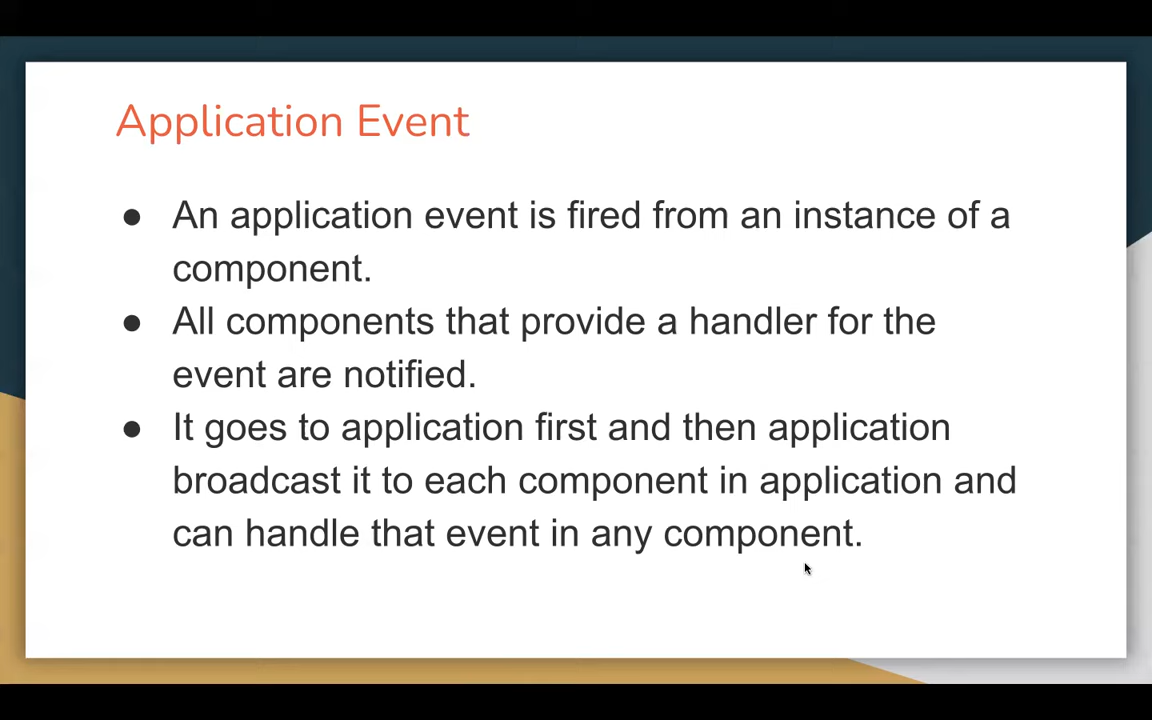 Application Event
● An application event is fired from an instance of a
component.
● All components that provide a handler for the
event are notified.
● It goes to application first and then application
broadcast it to each component in application and
can handle that event in any component.